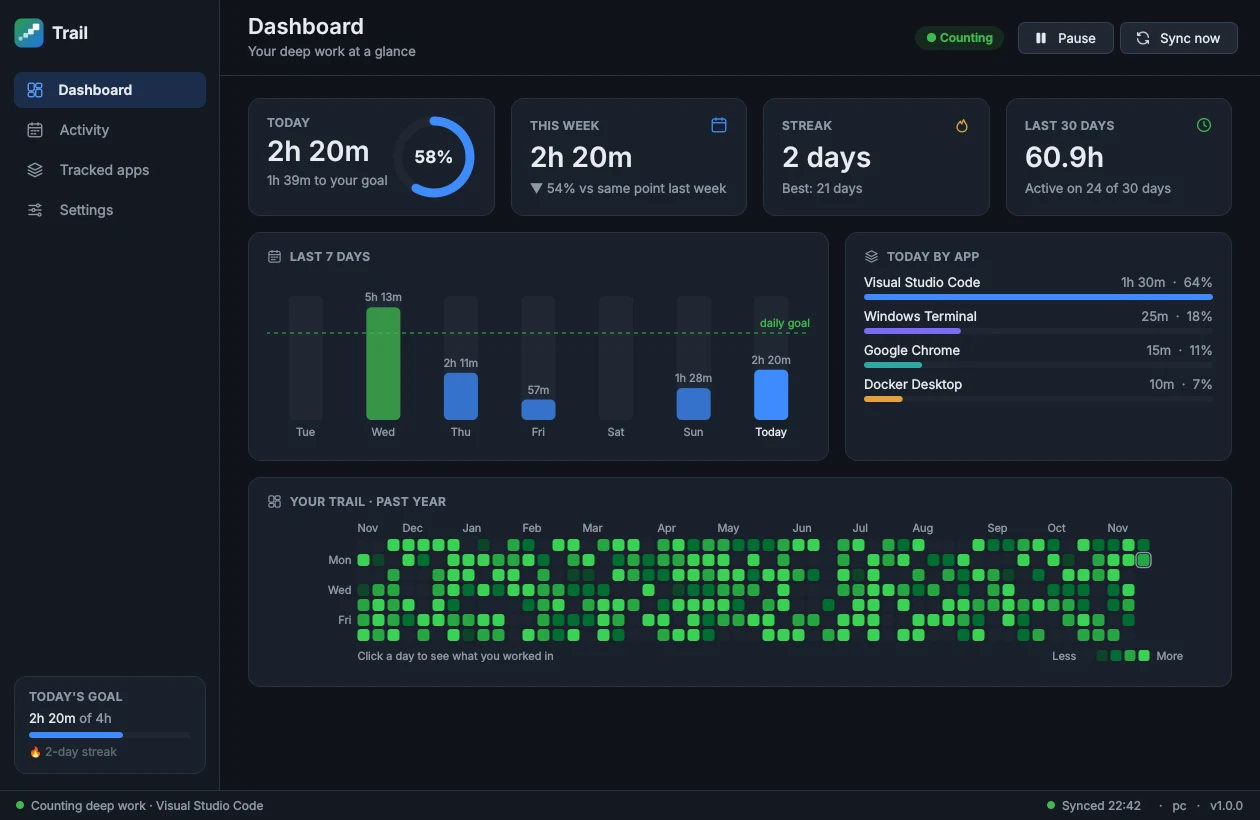 Trail
Dashboard
Activity
Tracked apps
Settings
TODAY'S GOAL
2h 20m of 4h
🔥 2-day streak
Dashboard
Your deep work at a glance
Counting
Pause
Sync now
TODAY
2h 20m
1h 39m to your goal
58%
THIS WEEK
2h 20m
▼ 54% vs same point last week
STREAK
2 days
Best: 21 days
LAST 30 DAYS
60.9h
Active on 24 of 30 days
LAST 7 DAYS
daily goal
5h 13m
2h 11m
57m
1h 28m
2h 20m
Tue Wed Thu Fri Sat Sun Today
TODAY BY APP
Visual Studio Code 1h 30m · 64%
Windows Terminal 25m · 18%
Google Chrome 15m · 11%
Docker Desktop 10m · 7%
YOUR TRAIL · PAST YEAR
Nov Dec Jan Feb Mar Apr May Jun Jul Aug Sep Oct Nov
Mon
Wed
Fri
Click a day to see what you worked in
Less More
Counting deep work · Visual Studio Code
Synced 22:42 · pc · v1.0.0